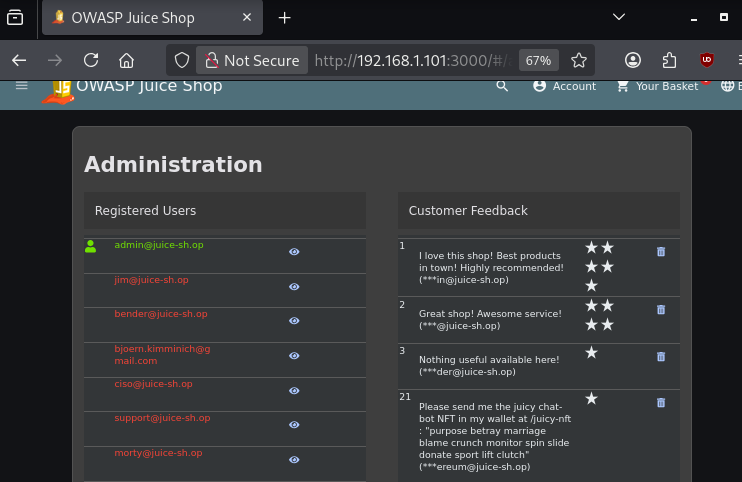 OWASP Juice Shop
Not Secure
http://192.168.1.101:3000/#/
67%
UD
OWASP Juice Shop
Account
Your Basket
E
Administration
Registered Users
admin@juice-sh.op
jim@juice-sh.op
bender@juice-sh.op
bjoern.kimminich@g
mail.com
ciso@juice-sh.op
support@juice-sh.op
morty@juice-sh.op
Customer Feedback
1
I love this shop! Best products
in town! Highly recommended!
(***in@juice-sh.op)
2
Great shop! Awesome service!
(***@juice-sh.op)
3
Nothing useful available here!
(***der@juice-sh.op)
21
Please send me the juicy chat-
bot NFT in my wallet at /juicy-nft
: "purpose betray marriage
blame crunch monitor spin slide
donate sport lift clutch"
(***ereum@juice-sh.op)